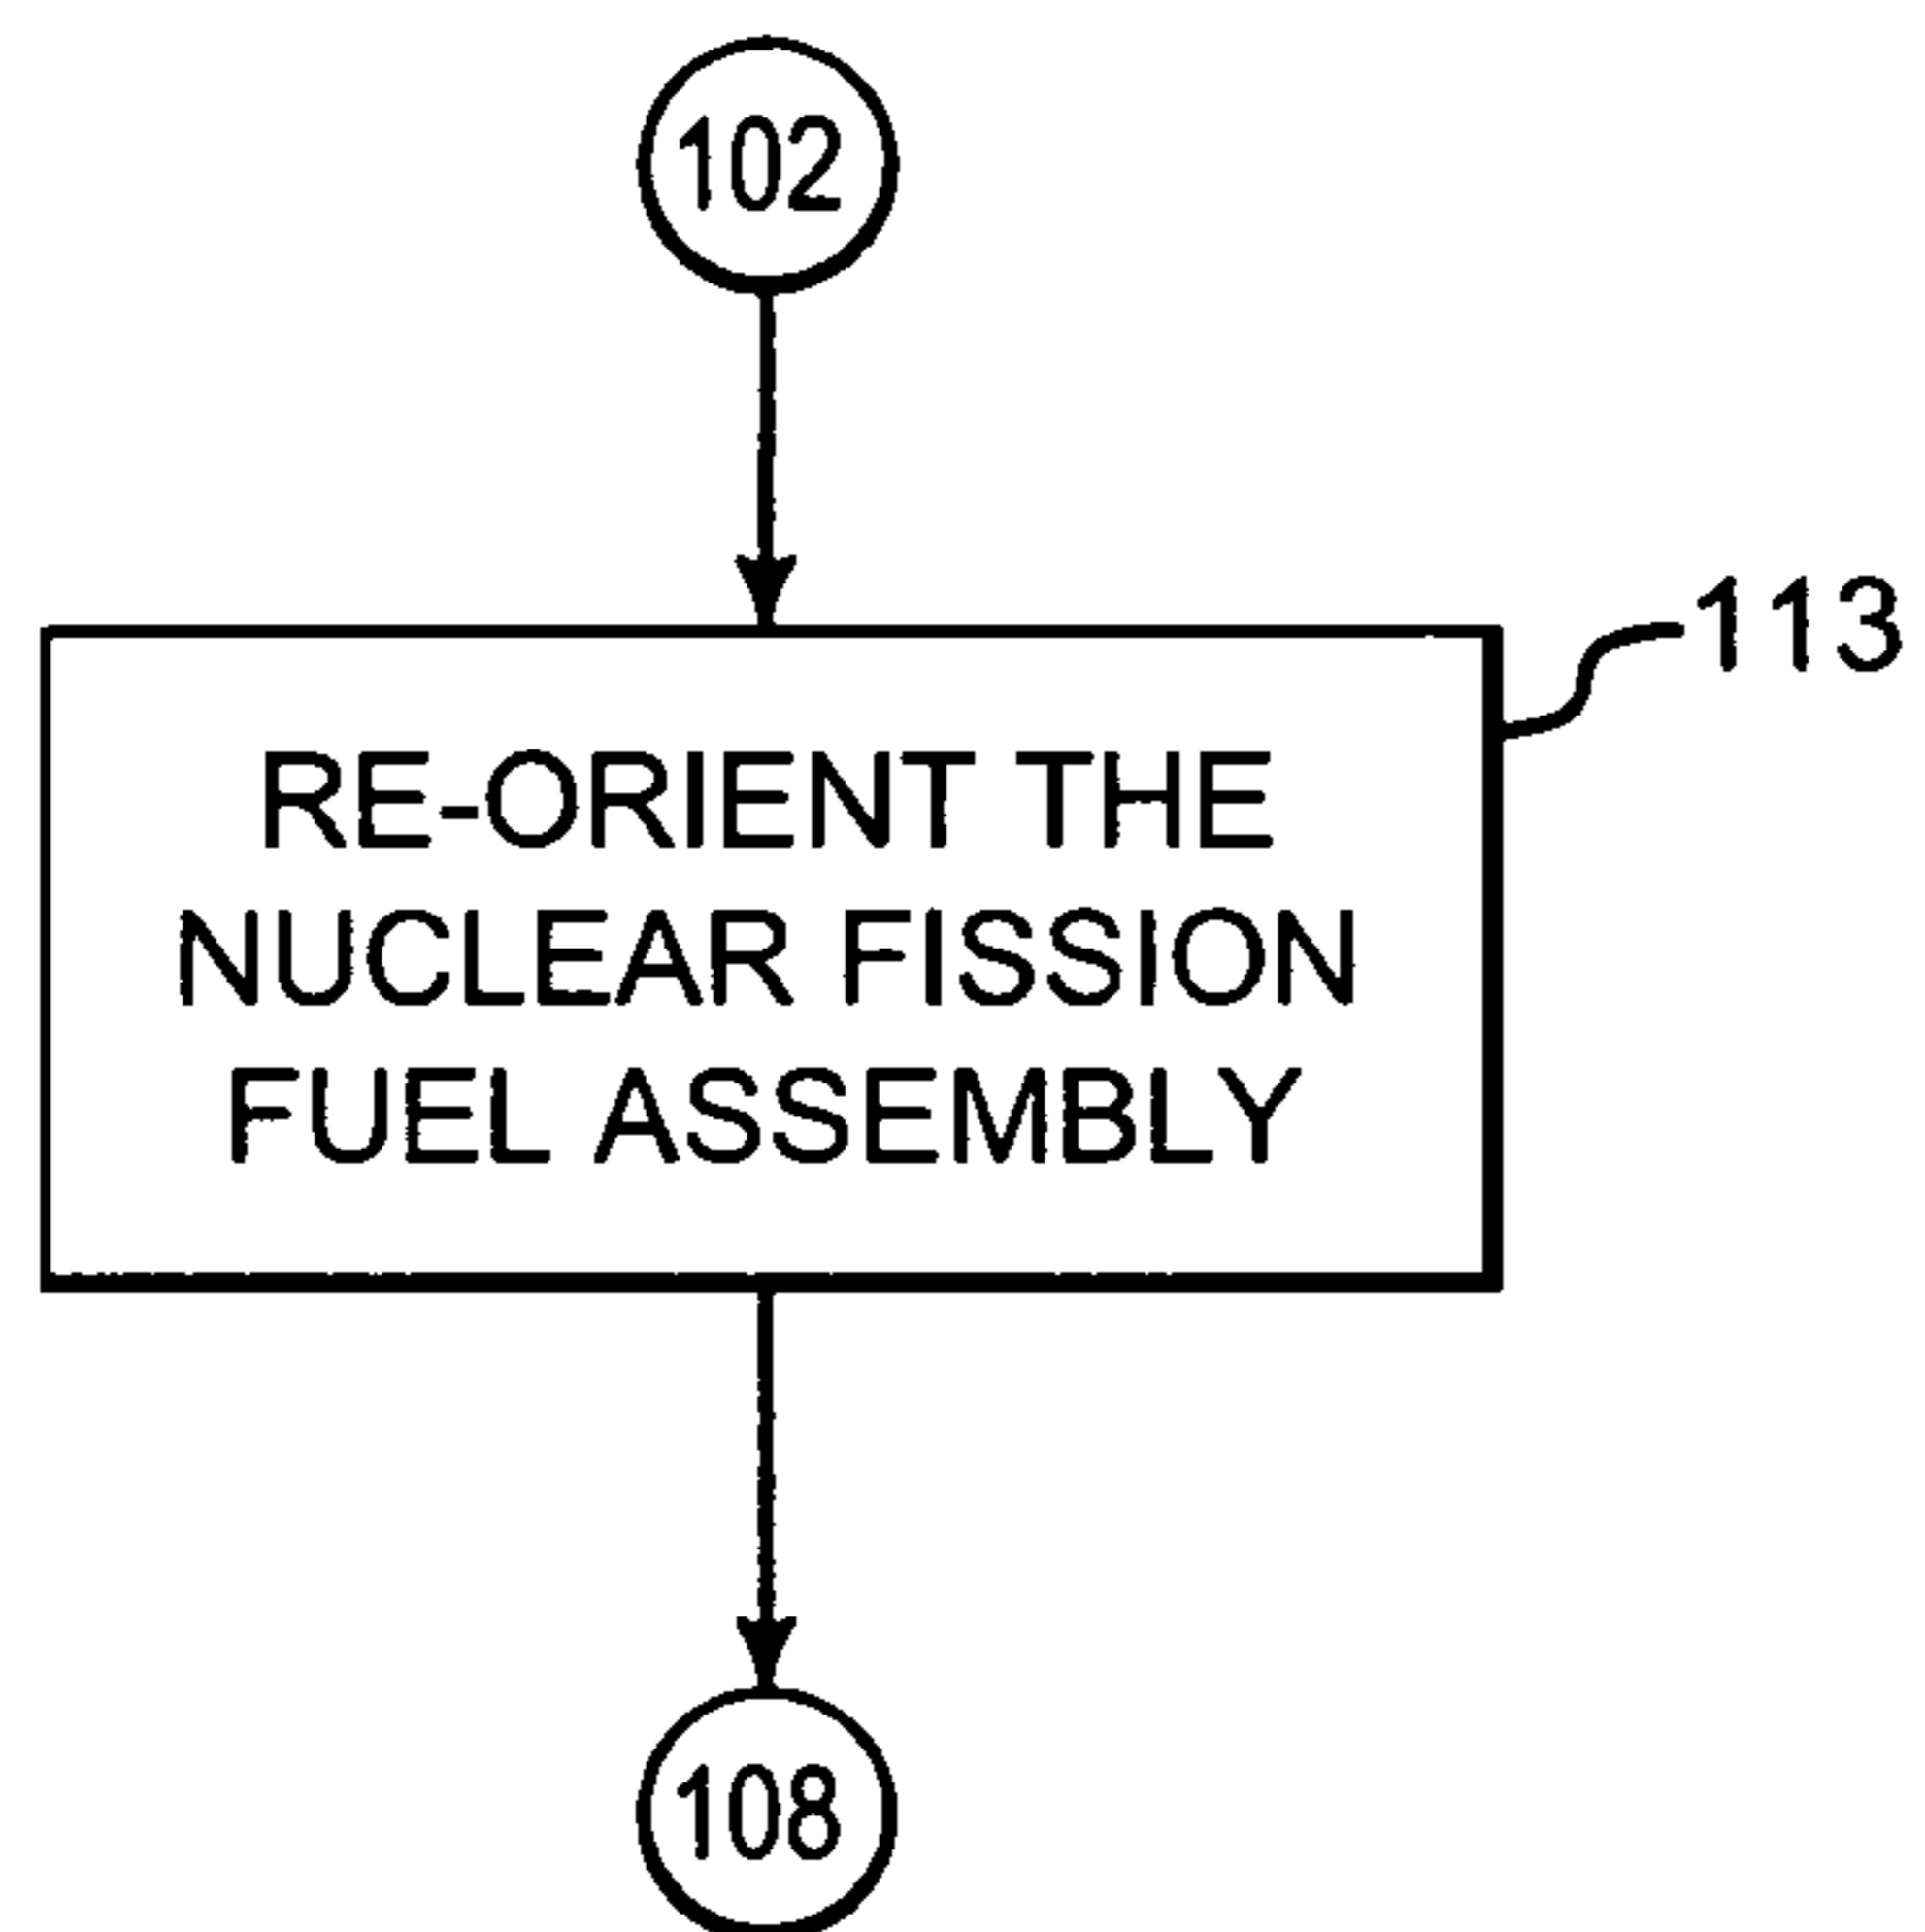 102
113
RE-ORIENT THE
NUCLEAR FISSION
FUEL ASSEMBLY
108